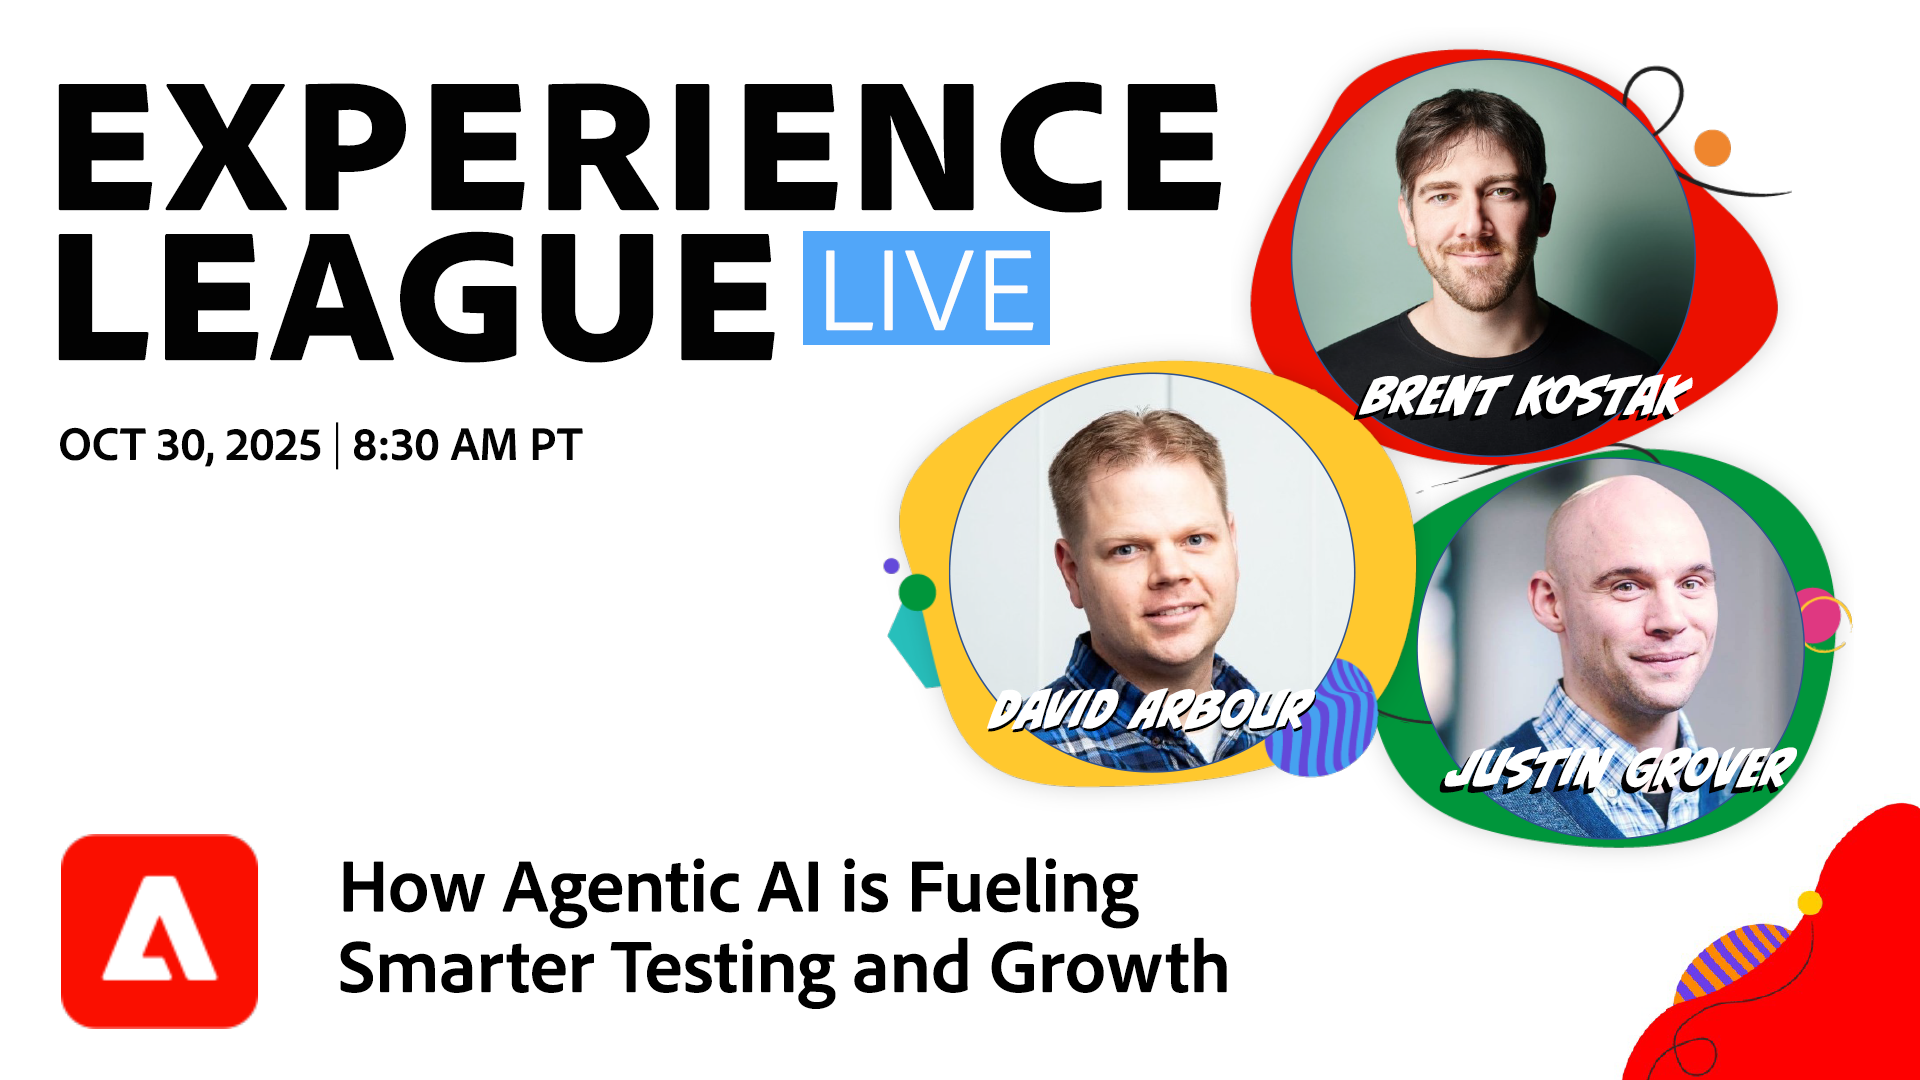 EXPERIENCE
LEAGUE LIVE
OCT 30, 2025 | 8:30 AM PT
BRENT KOSTAK
DAVID ARBOUR
JUSTIN GROVER
How Agentic AI is Fueling
Smarter Testing and Growth